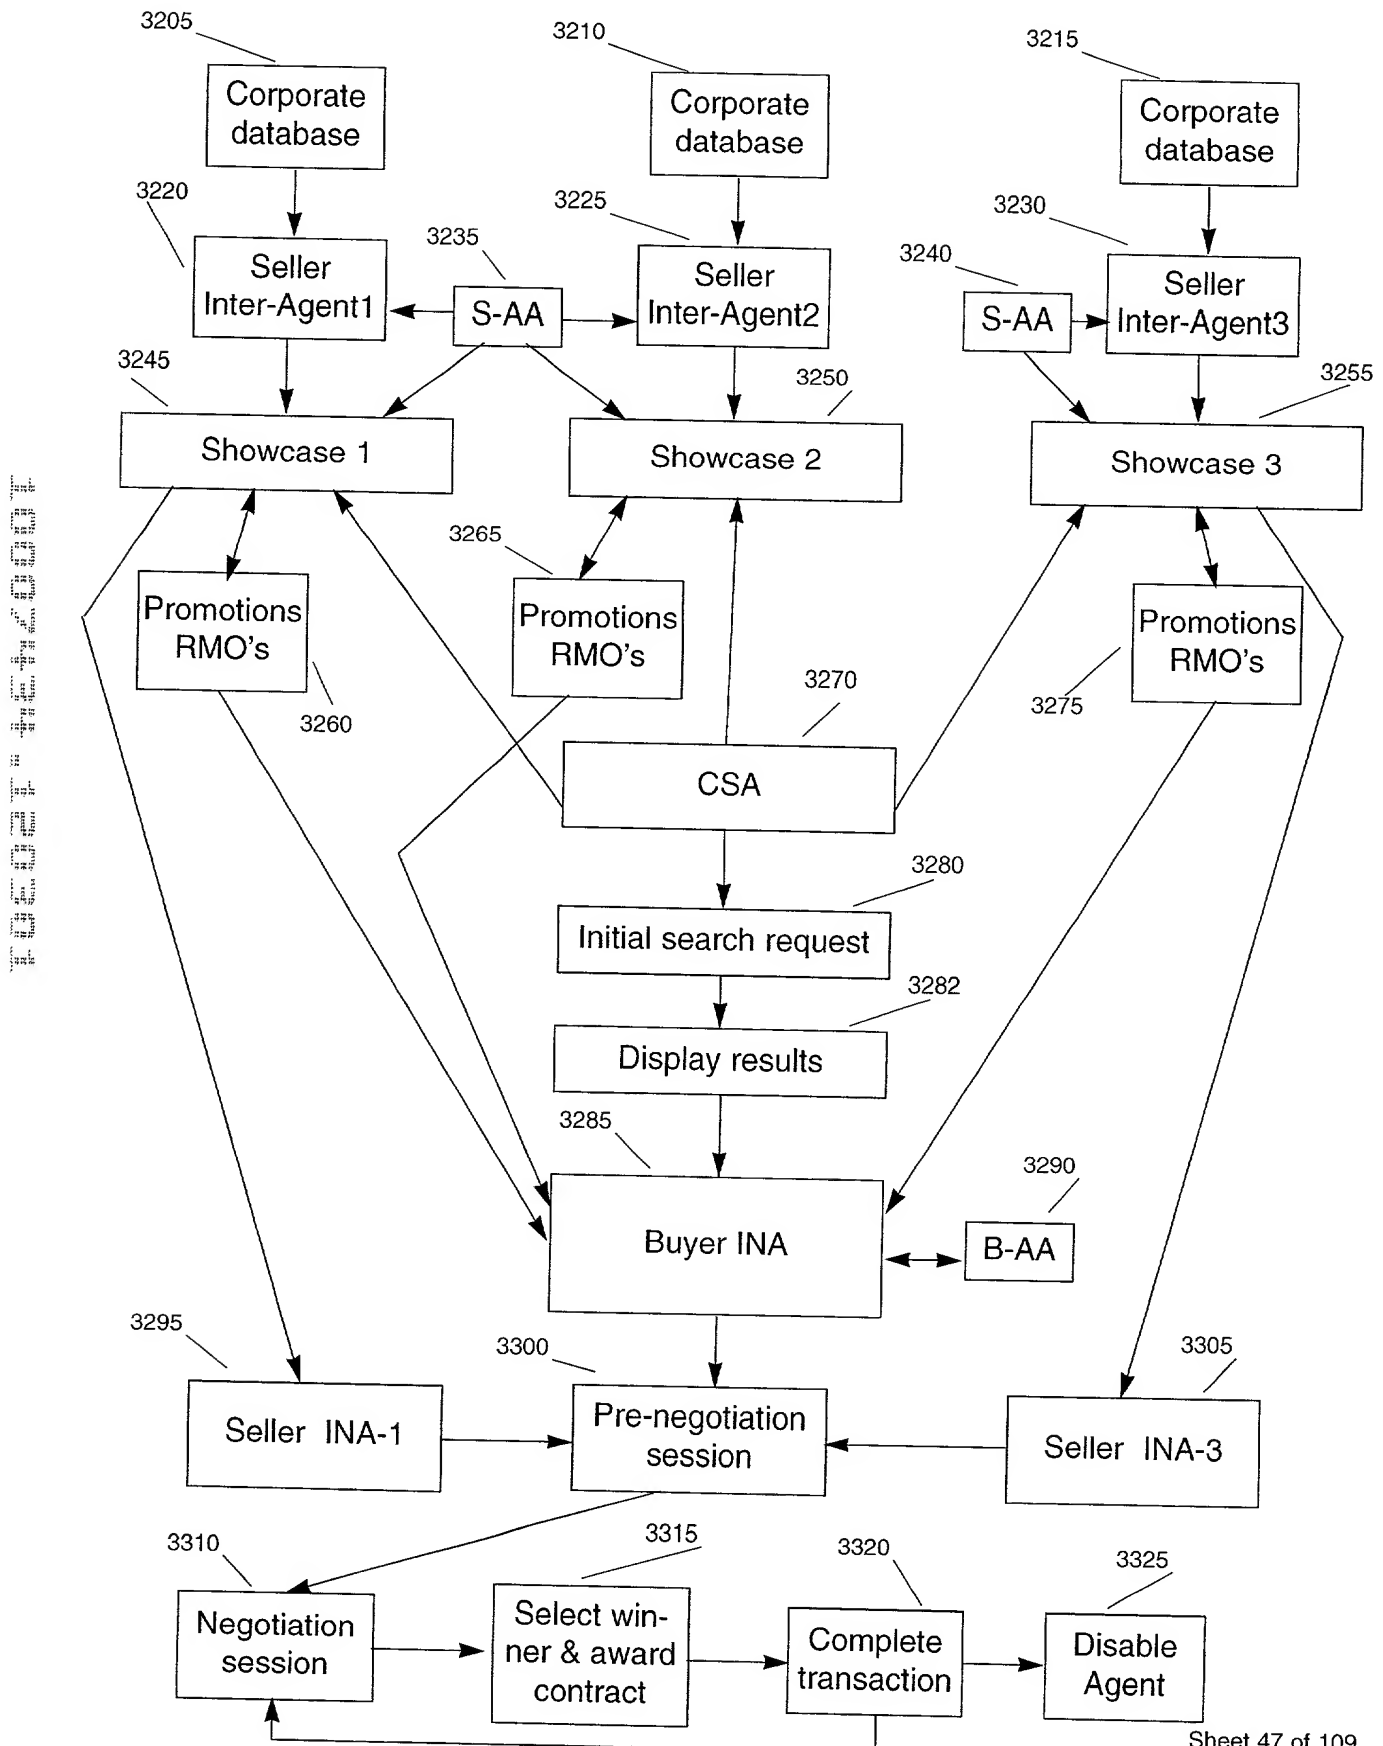 3205
3210
3215
Corporate
database
Corporate
database
Corporate
database
3220
3225
3230
3235
3240
Seller
Inter-Agent1
S-AA
Seller
Inter-Agent2
S-AA
Seller
Inter-Agent3
3245
3250
3255
Showcase 1
Showcase 2
Showcase 3
3265
Promotions
RMO's
Promotions
RMO's
Promotions
RMO's
3260
3270
3275
CSA
3280
Initial search request
3282
Display results
3285
3290
Buyer INA
B-AA
3295
3300
3305
Seller INA-1
Pre-negotiation
session
Seller INA-3
3310
3315
3320
3325
Negotiation
session
Select win-
ner & award
contract
Complete
transaction
Disable
Agent
Sheet 47 of 109